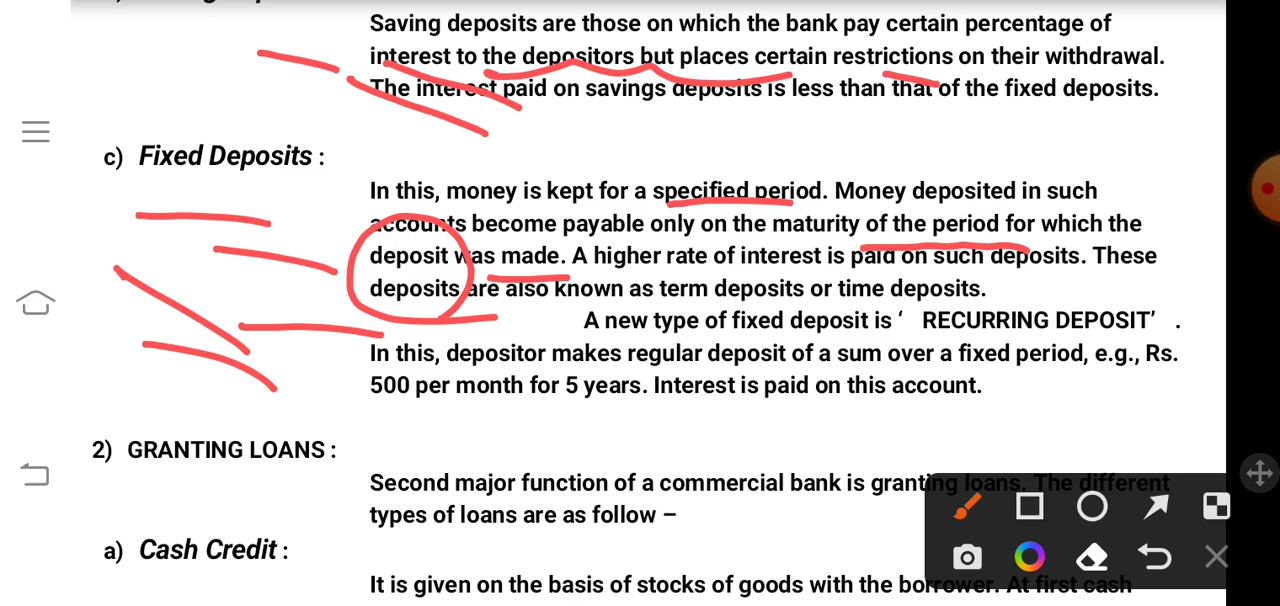 Saving deposits are those on which the bank pay certain percentage of
interest to the depositors but places certain restrictions on their withdrawal.
The interest paid on savings deposits is less than that of the fixed deposits.
c) Fixed Deposits :
In this, money is kept for a specified period. Money deposited in such
accounts become payable only on the maturity of the period for which the
deposit was made. A higher rate of interest is paid on such deposits. These
deposits are also known as term deposits or time deposits.
A new type of fixed deposit is ‘ RECURRING DEPOSIT’ .
In this, depositor makes regular deposit of a sum over a fixed period, e.g., Rs.
500 per month for 5 years. Interest is paid on this account.
2) GRANTING LOANS :
Second major function of a commercial bank is granting loans. The different
types of loans are as follow –
a) Cash Credit :
It is given on the basis of stocks of goods with the borrower. At first cash